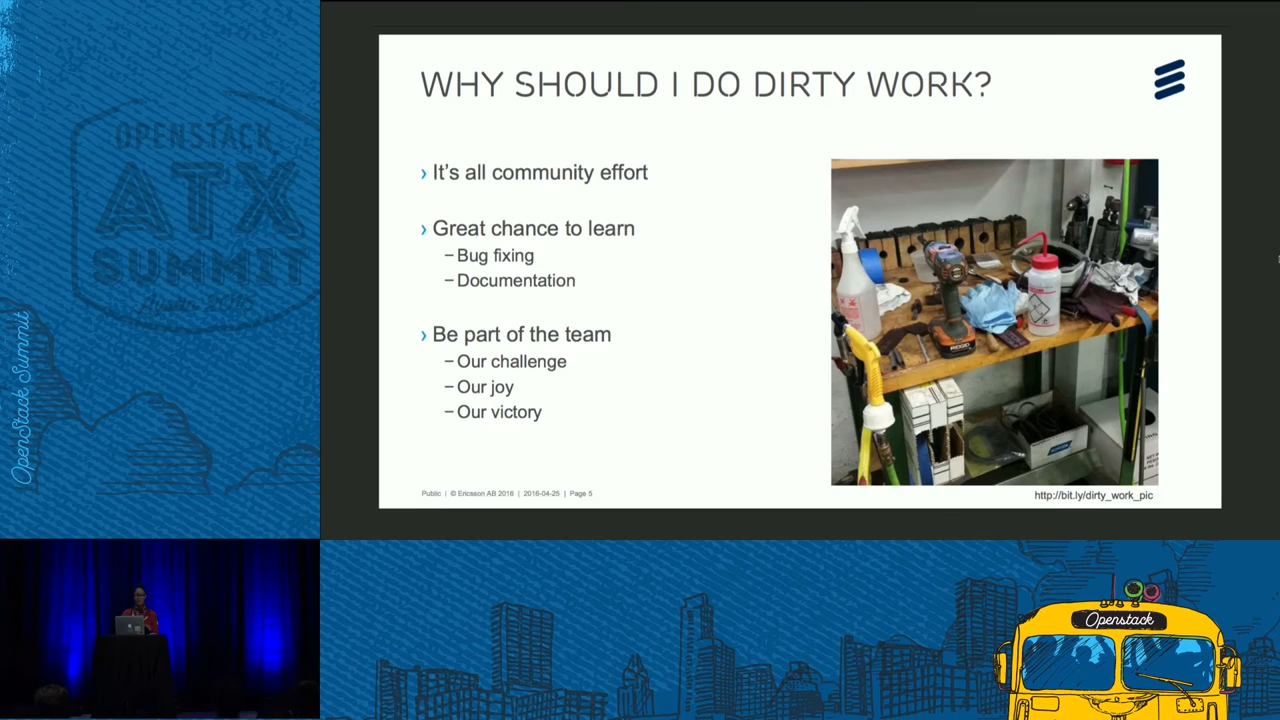 WHY SHOULD I DO DIRTY WORK?
› It's all community effort
› Great chance to learn
– Bug fixing
– Documentation
› Be part of the team
– Our challenge
– Our joy
– Our victory
Public | © Ericsson AB 2016 | 2016-04-25 | Page 5
http://bit.ly/dirty_work_pic
RIDGID
OPENSTACK
ATX
SUMMIT
OpenStack Summit
Openstack